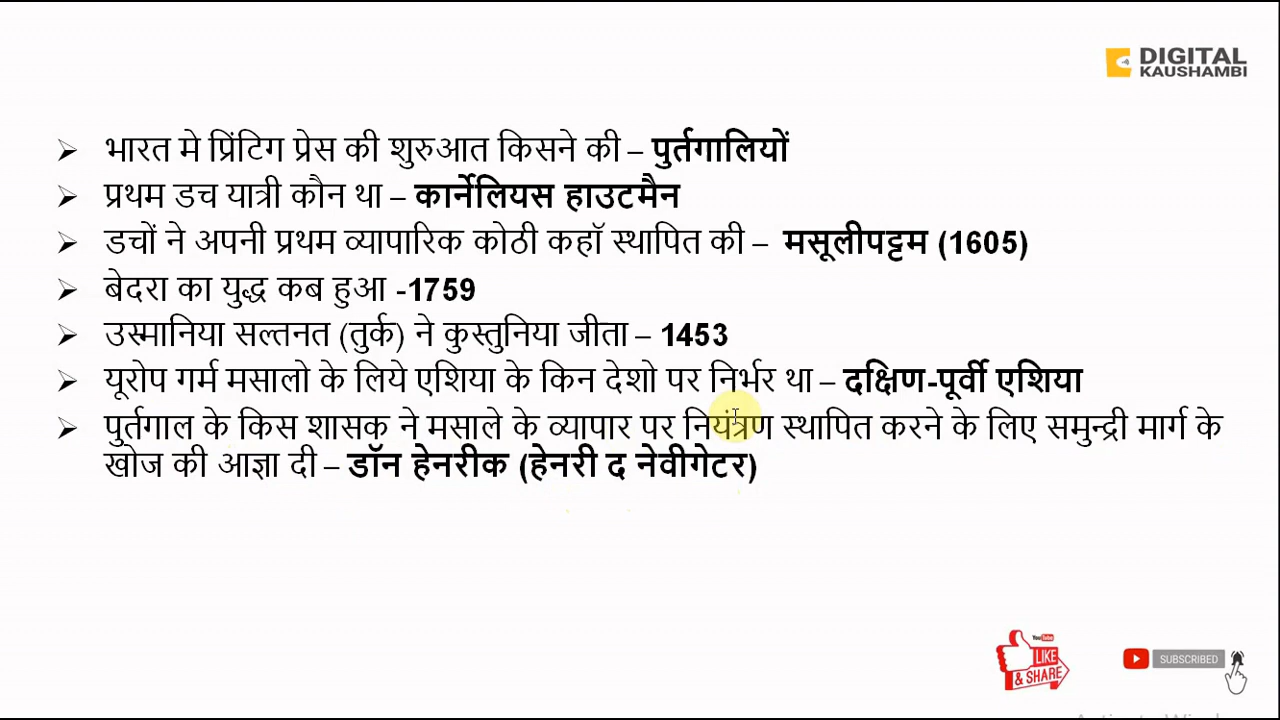 DIGITAL
KAUSHAMBI
➢ भारत मे प्रिंटिग प्रेस की शुरुआत किसने की – पुर्तगालियों
➢ प्रथम डच यात्री कौन था – कार्नेलियस हाउटमैन
➢ डचों ने अपनी प्रथम व्यापारिक कोठी कहॉ स्थापित की – मसूलीपट्टम (1605)
➢ बेदरा का युद्ध कब हुआ -1759
➢ उस्मानिया सल्तनत (तुर्क) ने कुस्तुनिया जीता – 1453
➢ यूरोप गर्म मसालो के लिये एशिया के किन देशो पर निर्भर था – दक्षिण-पूर्वी एशिया
➢ पुर्तगाल के किस शासक ने मसाले के व्यापार पर नियंत्रण स्थापित करने के लिए समुन्द्री मार्ग के
खोज की आज्ञा दी – डॉन हेनरीक (हेनरी द नेवीगेटर)
YouTube
LIKE
& SHARE
SUBSCRIBED